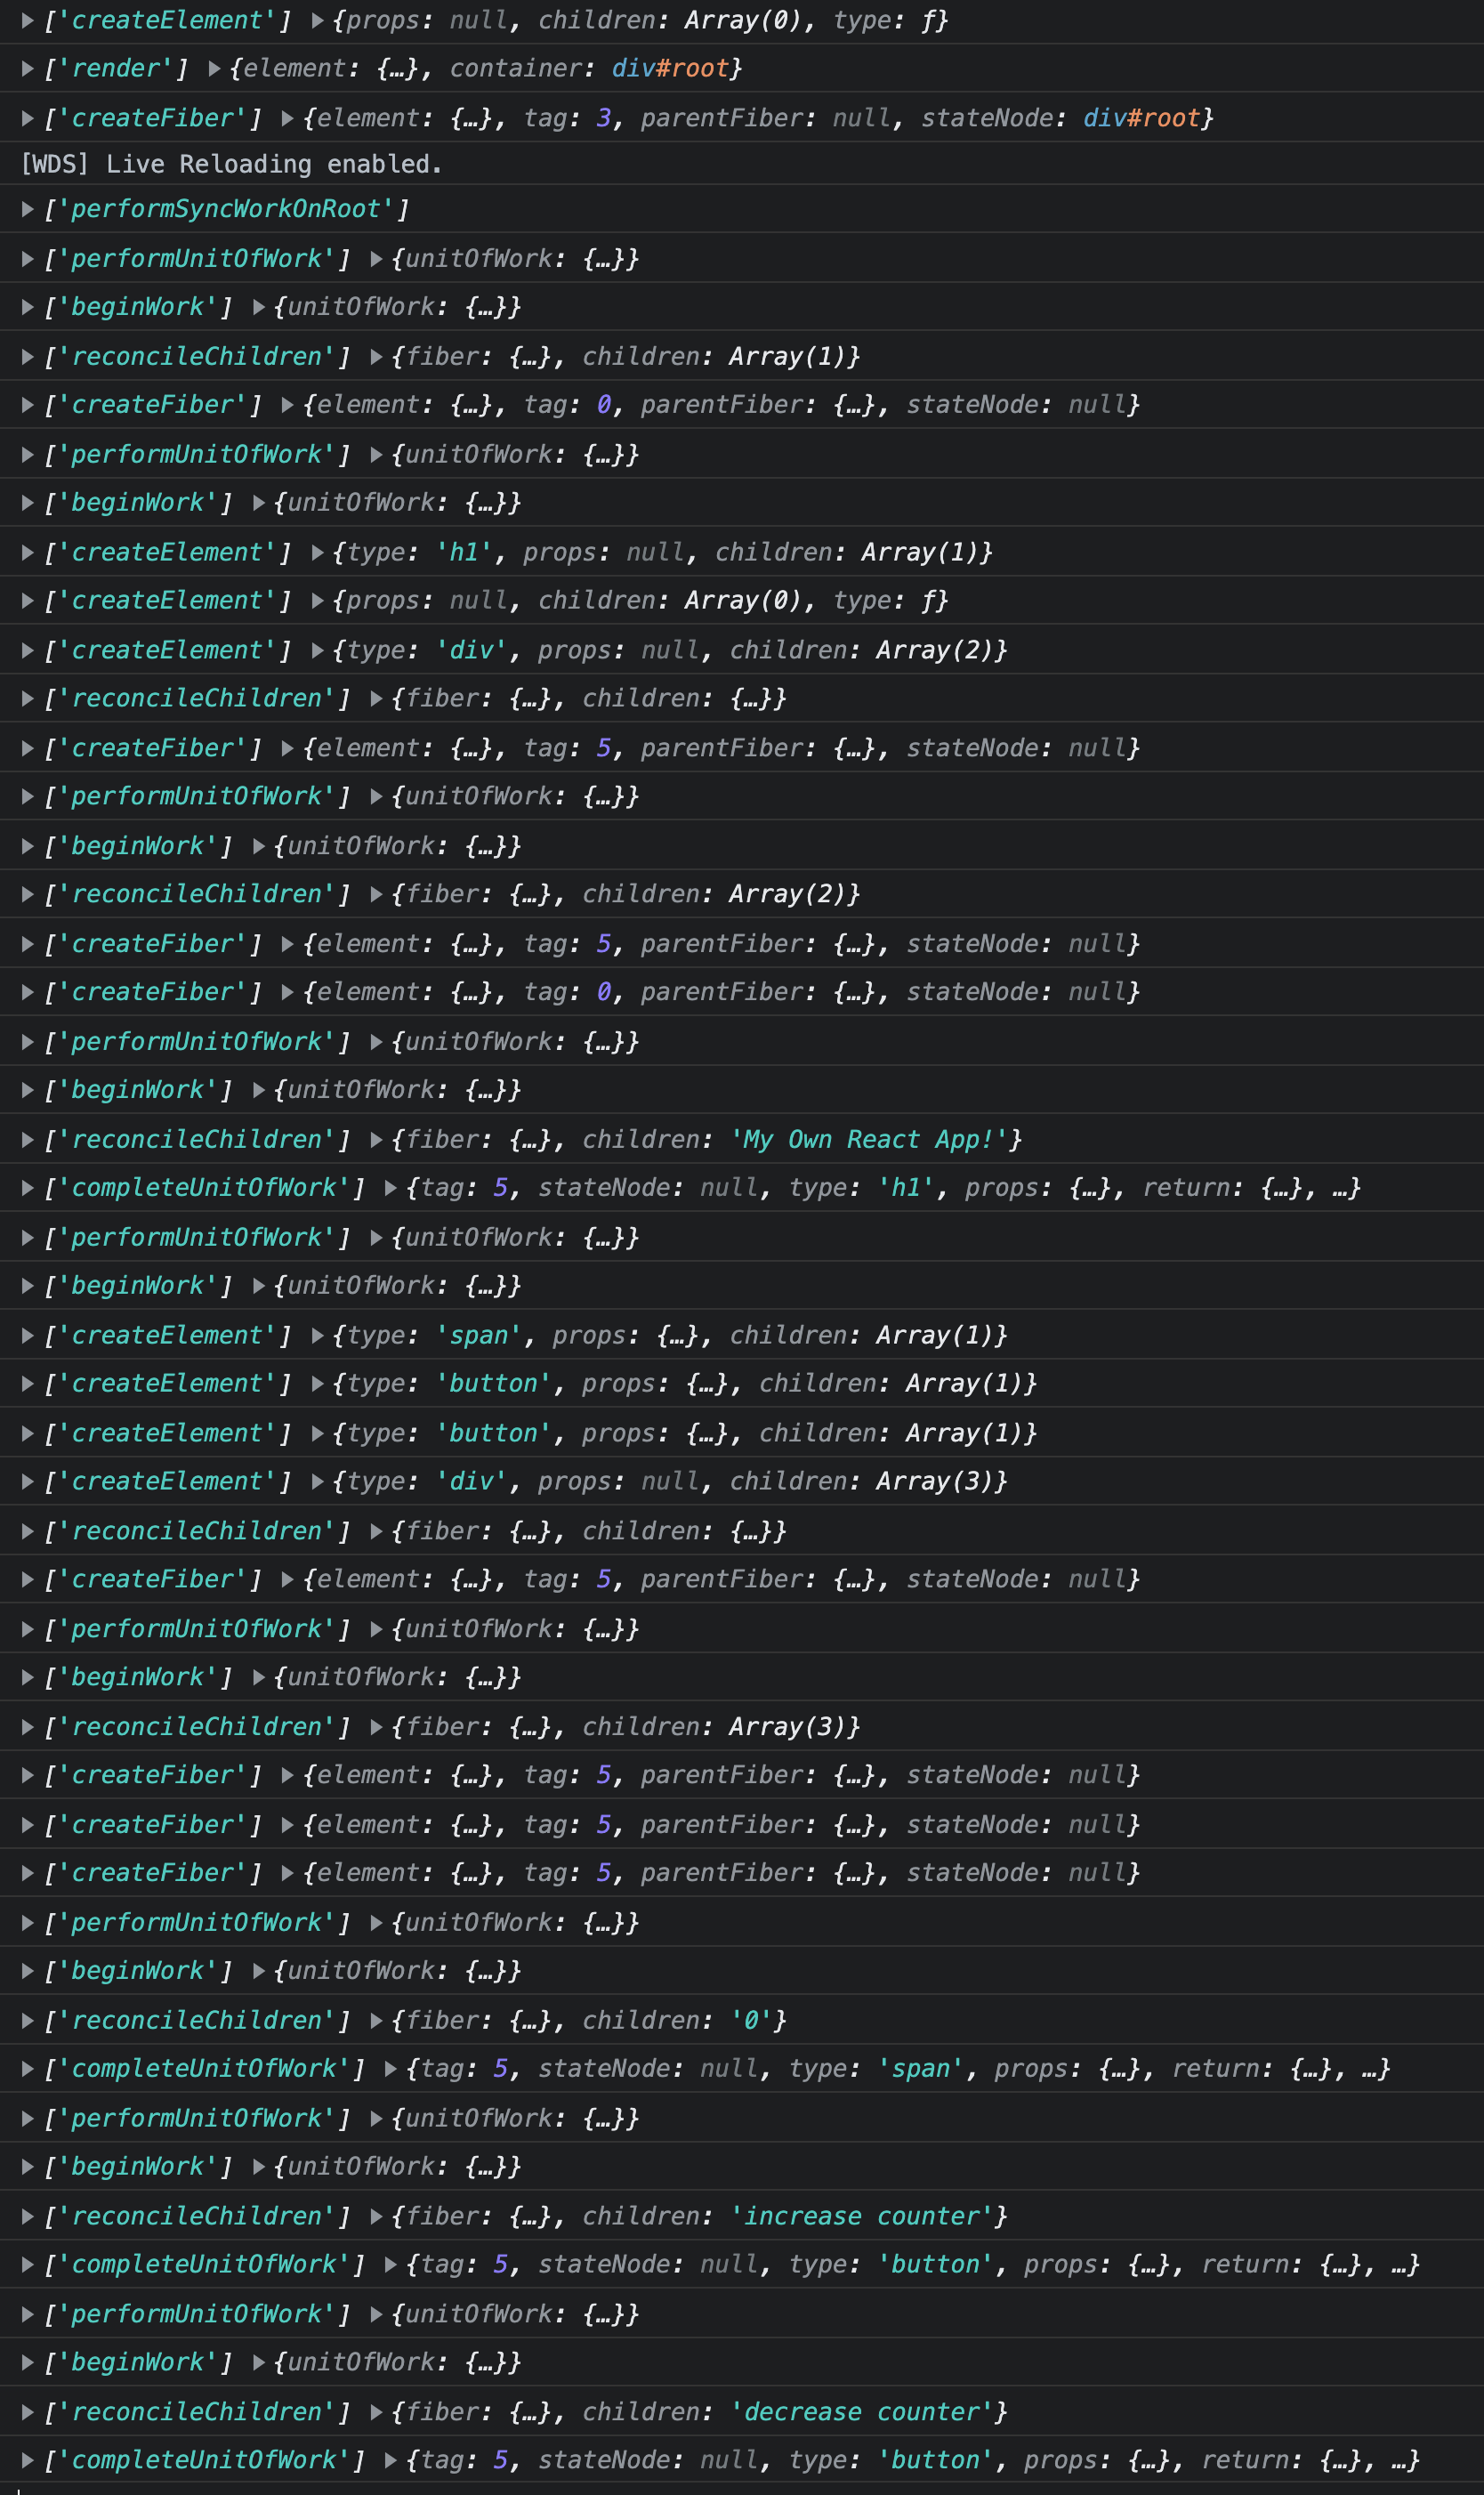 ▶['createElement'] ▶{props: null, children: Array(0), type: ƒ}
▶['render'] ▶{element: {…}, container: div#root}
▶['createFiber'] ▶{element: {…}, tag: 3, parentFiber: null, stateNode: div#root}
[WDS] Live Reloading enabled.
▶['performSyncWorkOnRoot']
▶['performUnitOfWork'] ▶{unitOfWork: {…}}
▶['beginWork'] ▶{unitOfWork: {…}}
▶['reconcileChildren'] ▶{fiber: {…}, children: Array(1)}
▶['createFiber'] ▶{element: {…}, tag: 0, parentFiber: {…}, stateNode: null}
▶['performUnitOfWork'] ▶{unitOfWork: {…}}
▶['beginWork'] ▶{unitOfWork: {…}}
▶['createElement'] ▶{type: 'h1', props: null, children: Array(1)}
▶['createElement'] ▶{props: null, children: Array(0), type: ƒ}
▶['createElement'] ▶{type: 'div', props: null, children: Array(2)}
▶['reconcileChildren'] ▶{fiber: {…}, children: {…}}
▶['createFiber'] ▶{element: {…}, tag: 5, parentFiber: {…}, stateNode: null}
▶['performUnitOfWork'] ▶{unitOfWork: {…}}
▶['beginWork'] ▶{unitOfWork: {…}}
▶['reconcileChildren'] ▶{fiber: {…}, children: Array(2)}
▶['createFiber'] ▶{element: {…}, tag: 5, parentFiber: {…}, stateNode: null}
▶['createFiber'] ▶{element: {…}, tag: 0, parentFiber: {…}, stateNode: null}
▶['performUnitOfWork'] ▶{unitOfWork: {…}}
▶['beginWork'] ▶{unitOfWork: {…}}
▶['reconcileChildren'] ▶{fiber: {…}, children: 'My Own React App!'}
▶['completeUnitOfWork'] ▶{tag: 5, stateNode: null, type: 'h1', props: {…}, return: {…}, …}
▶['performUnitOfWork'] ▶{unitOfWork: {…}}
▶['beginWork'] ▶{unitOfWork: {…}}
▶['createElement'] ▶{type: 'span', props: {…}, children: Array(1)}
▶['createElement'] ▶{type: 'button', props: {…}, children: Array(1)}
▶['createElement'] ▶{type: 'button', props: {…}, children: Array(1)}
▶['createElement'] ▶{type: 'div', props: null, children: Array(3)}
▶['reconcileChildren'] ▶{fiber: {…}, children: {…}}
▶['createFiber'] ▶{element: {…}, tag: 5, parentFiber: {…}, stateNode: null}
▶['performUnitOfWork'] ▶{unitOfWork: {…}}
▶['beginWork'] ▶{unitOfWork: {…}}
▶['reconcileChildren'] ▶{fiber: {…}, children: Array(3)}
▶['createFiber'] ▶{element: {…}, tag: 5, parentFiber: {…}, stateNode: null}
▶['createFiber'] ▶{element: {…}, tag: 5, parentFiber: {…}, stateNode: null}
▶['createFiber'] ▶{element: {…}, tag: 5, parentFiber: {…}, stateNode: null}
▶['performUnitOfWork'] ▶{unitOfWork: {…}}
▶['beginWork'] ▶{unitOfWork: {…}}
▶['reconcileChildren'] ▶{fiber: {…}, children: '0'}
▶['completeUnitOfWork'] ▶{tag: 5, stateNode: null, type: 'span', props: {…}, return: {…}, …}
▶['performUnitOfWork'] ▶{unitOfWork: {…}}
▶['beginWork'] ▶{unitOfWork: {…}}
▶['reconcileChildren'] ▶{fiber: {…}, children: 'increase counter'}
▶['completeUnitOfWork'] ▶{tag: 5, stateNode: null, type: 'button', props: {…}, return: {…}, …}
▶['performUnitOfWork'] ▶{unitOfWork: {…}}
▶['beginWork'] ▶{unitOfWork: {…}}
▶['reconcileChildren'] ▶{fiber: {…}, children: 'decrease counter'}
▶['completeUnitOfWork'] ▶{tag: 5, stateNode: null, type: 'button', props: {…}, return: {…}, …}